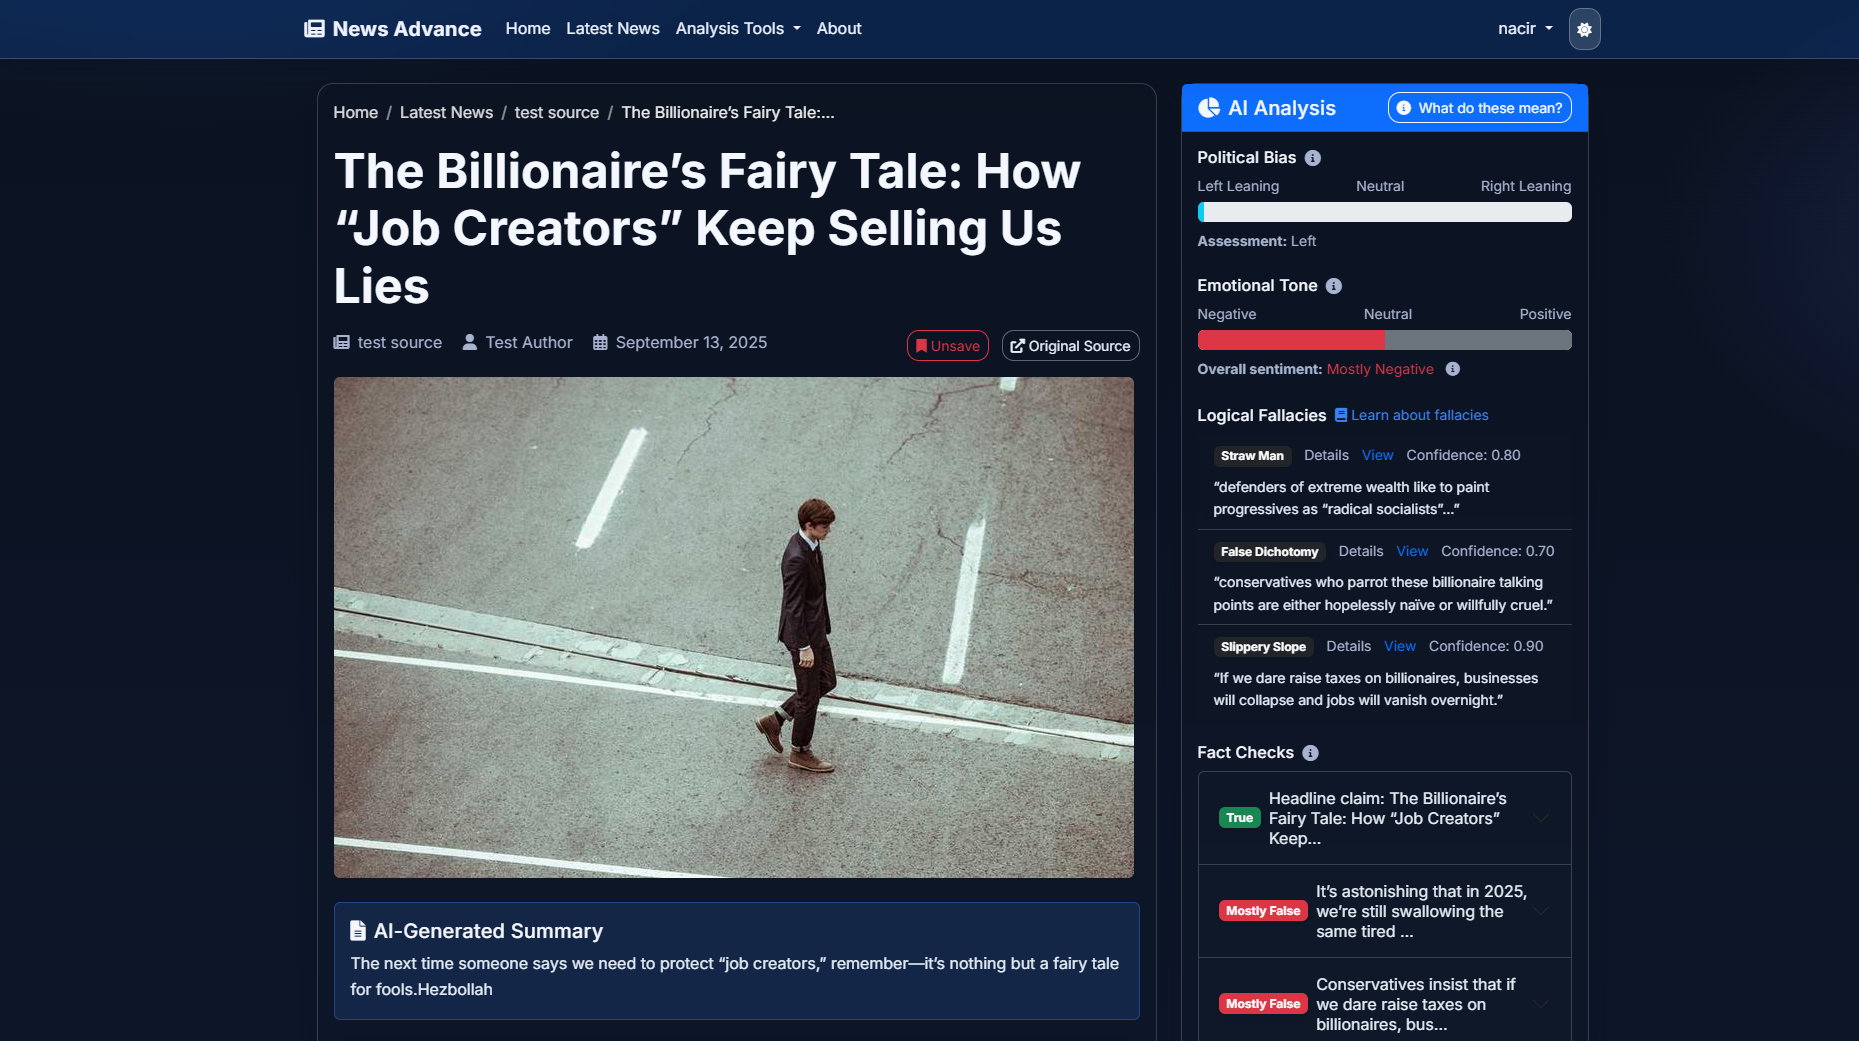 News Advance
Home
Latest News
Analysis Tools
About
nacir
Home / Latest News / test source / The Billionaire’s Fairy Tale:...
The Billionaire’s Fairy Tale: How
“Job Creators” Keep Selling Us
Lies
test source
Test Author
September 13, 2025
Unsave
Original Source
AI-Generated Summary
The next time someone says we need to protect “job creators,” remember—it’s nothing but a fairy tale
for fools.Hezbollah
AI Analysis
What do these mean?
Political Bias
Left Leaning
Neutral
Right Leaning
Assessment: Left
Emotional Tone
Negative
Neutral
Positive
Overall sentiment: Mostly Negative
Logical Fallacies
Learn about fallacies
Straw Man Details View Confidence: 0.80
“defenders of extreme wealth like to paint
progressives as “radical socialists”...”
False Dichotomy Details View Confidence: 0.70
“conservatives who parrot these billionaire talking
points are either hopelessly naïve or willfully cruel.”
Slippery Slope Details View Confidence: 0.90
“If we dare raise taxes on billionaires, businesses
will collapse and jobs will vanish overnight.”
Fact Checks
True
Headline claim: The Billionaire’s
Fairy Tale: How “Job Creators”
Keep...
Mostly False
It’s astonishing that in 2025,
we’re still swallowing the
same tired ...
Mostly False
Conservatives insist that if
we dare raise taxes on
billionaires, bus...